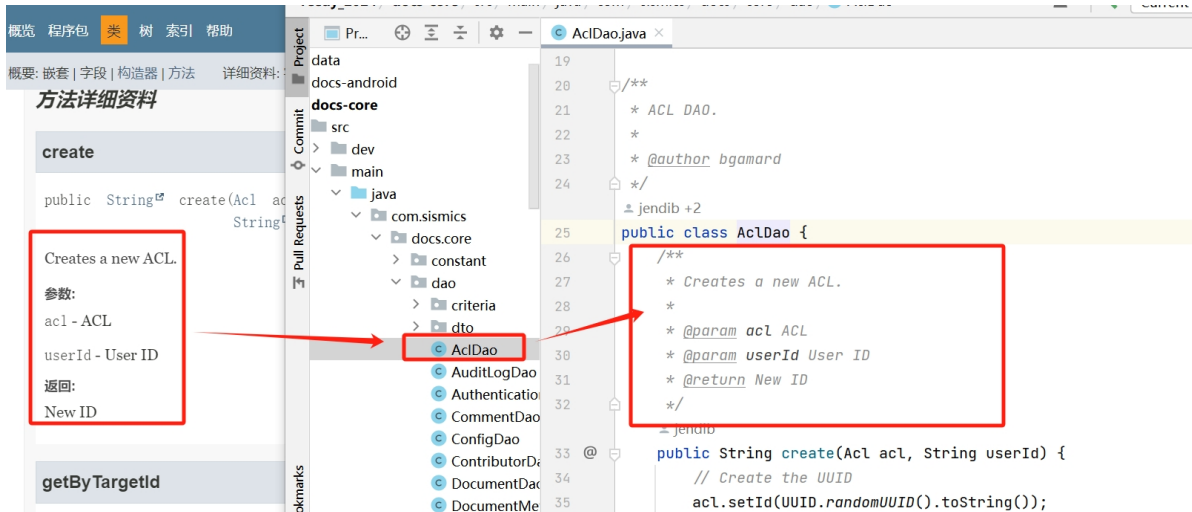 概览 程序包 类 树 索引 帮助
概要: 嵌套 | 字段 | 构造器 | 方法 详细资料:
方法详细资料
create
public String create(Acl
String
Creates a new ACL.
参数:
acl - ACL
userId - User ID
返回:
New ID
getByTargetId
Project
Commit
Pull Requests
Pr...
data
docs-android
docs-core
src
dev
main
java
com.sismics
docs.core
constant
dao
criteria
dto
AclDao
AuditLogDao
CommentDao
ConfigDao
AclDao.java ×
19
20 /**
21 * ACL DAO.
22 *
23 * @author bgamard
24 */
jendib +2
25 public class AclDao {
26 /**
27 * Creates a new ACL.
28 *
29 * @param acl ACL
30 * @param userId User ID
31 * @return New ID
32 */
jendib
33 @ public String create(Acl acl, String userId) {
34 // Create the UUID
35 acl.setId(UUID.randomUUID().toString());